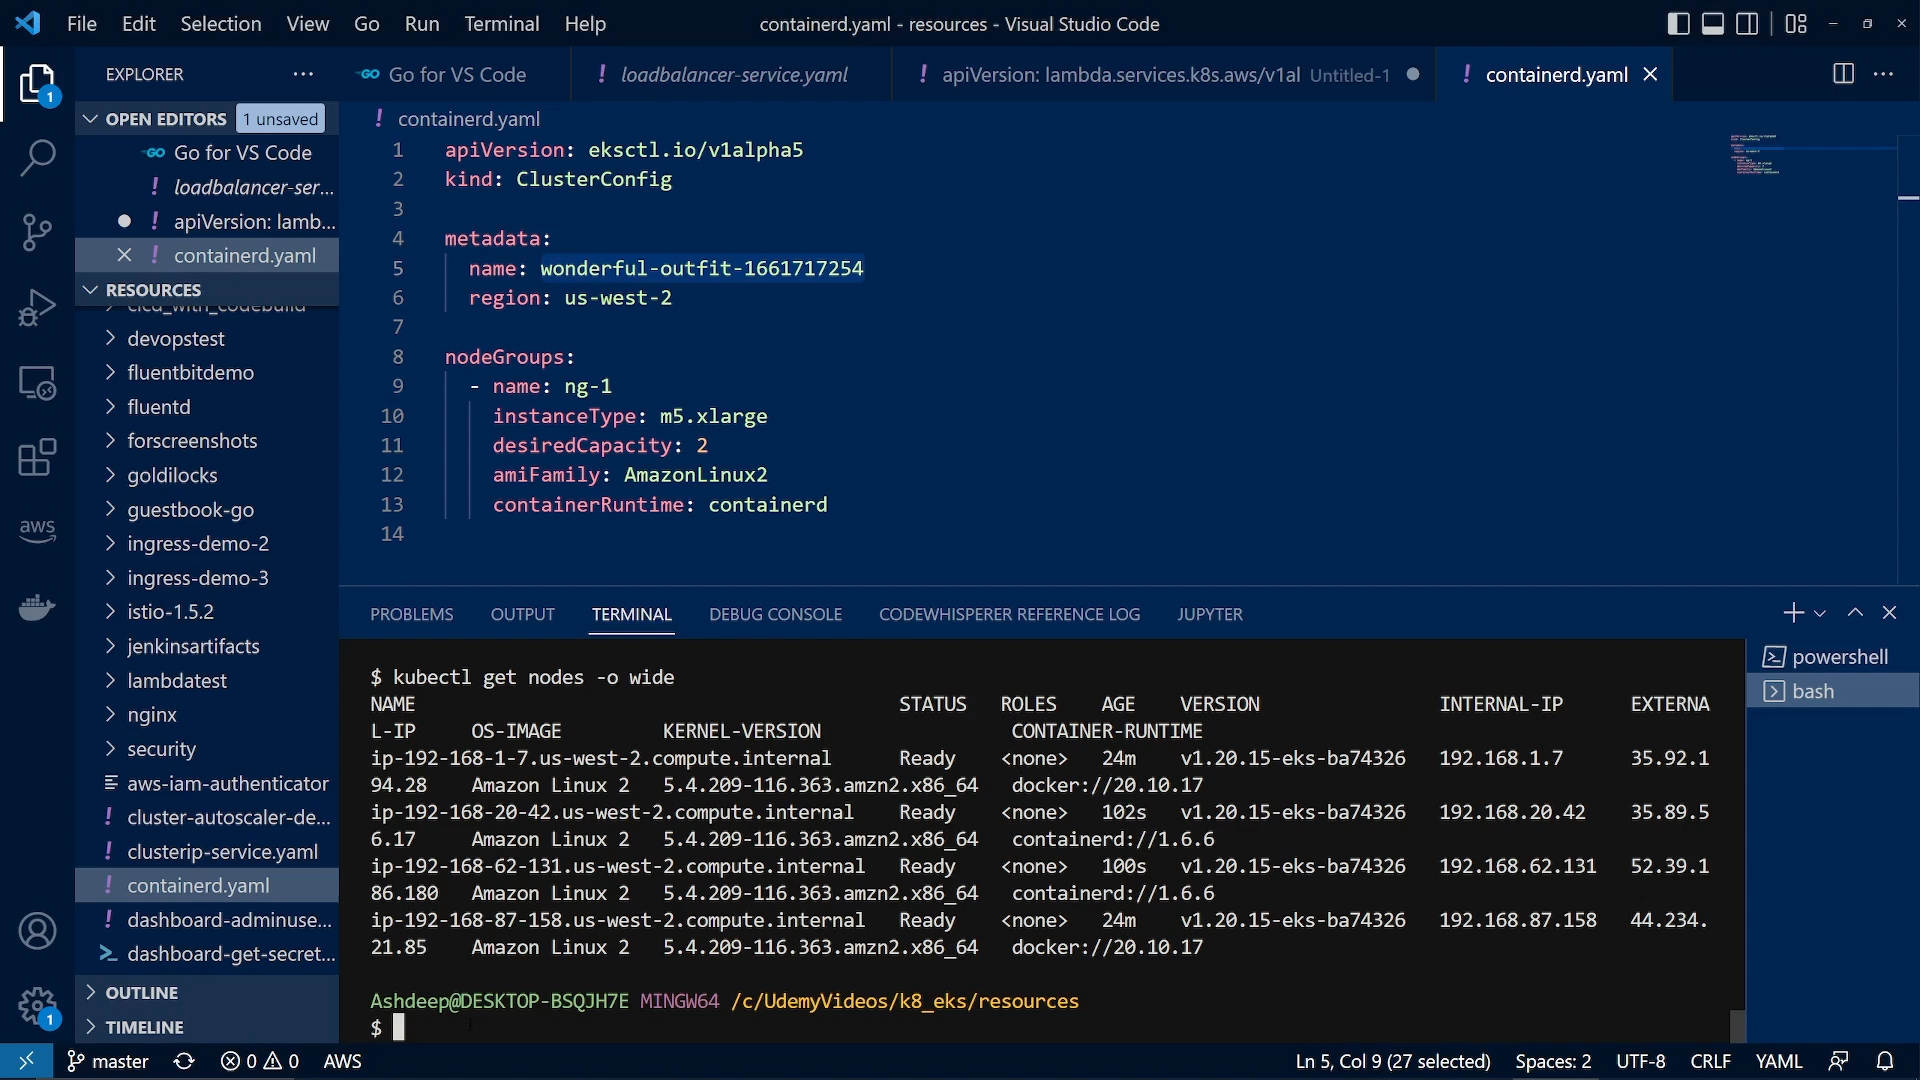 File Edit Selection View Go Run Terminal Help
containerd.yaml - resources - Visual Studio Code
EXPLORER
OPEN EDITORS 1 unsaved
Go for VS Code
loadbalancer-ser...
apiVersion: lamb...
containerd.yaml
RESOURCES
cicd_with_codebuild
devopstest
fluentbitdemo
fluentd
forscreenshots
goldilocks
guestbook-go
ingress-demo-2
ingress-demo-3
istio-1.5.2
jenkinsartifacts
lambdatest
nginx
security
aws-iam-authenticator
cluster-autoscaler-de...
clusterip-service.yaml
containerd.yaml
dashboard-adminuse...
dashboard-get-secret...
OUTLINE
TIMELINE
1
aws
1
Go for VS Code
loadbalancer-service.yaml
apiVersion: lambda.services.k8s.aws/v1al Untitled-1
containerd.yaml
containerd.yaml
1 apiVersion: eksctl.io/v1alpha5
2 kind: ClusterConfig
3
4 metadata:
5 name: wonderful-outfit-1661717254
6 region: us-west-2
7
8 nodeGroups:
9 - name: ng-1
10 instanceType: m5.xlarge
11 desiredCapacity: 2
12 amiFamily: AmazonLinux2
13 containerRuntime: containerd
14
PROBLEMS OUTPUT TERMINAL DEBUG CONSOLE CODEWHISPERER REFERENCE LOG JUPYTER
powershell
bash
$ kubectl get nodes -o wide
NAME STATUS ROLES AGE VERSION INTERNAL-IP EXTERNA
L-IP OS-IMAGE KERNEL-VERSION CONTAINER-RUNTIME
ip-192-168-1-7.us-west-2.compute.internal Ready <none> 24m v1.20.15-eks-ba74326 192.168.1.7 35.92.1
94.28 Amazon Linux 2 5.4.209-116.363.amzn2.x86_64 docker://20.10.17
ip-192-168-20-42.us-west-2.compute.internal Ready <none> 102s v1.20.15-eks-ba74326 192.168.20.42 35.89.5
6.17 Amazon Linux 2 5.4.209-116.363.amzn2.x86_64 containerd://1.6.6
ip-192-168-62-131.us-west-2.compute.internal Ready <none> 100s v1.20.15-eks-ba74326 192.168.62.131 52.39.1
86.180 Amazon Linux 2 5.4.209-116.363.amzn2.x86_64 containerd://1.6.6
ip-192-168-87-158.us-west-2.compute.internal Ready <none> 24m v1.20.15-eks-ba74326 192.168.87.158 44.234.
21.85 Amazon Linux 2 5.4.209-116.363.amzn2.x86_64 docker://20.10.17
Ashdeep@DESKTOP-BSQJH7E MINGW64 /c/UdemyVideos/k8_eks/resources
$
master 0 0 AWS
Ln 5, Col 9 (27 selected) Spaces: 2 UTF-8 CRLF YAML